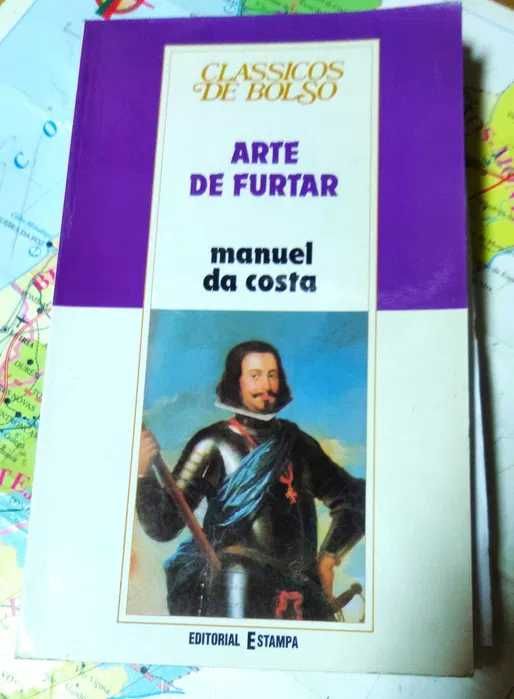 CLASSICOS
DE BOLSO
ARTE
DE FURTAR
manuel
da costa
EDITORIAL ESTAMPA